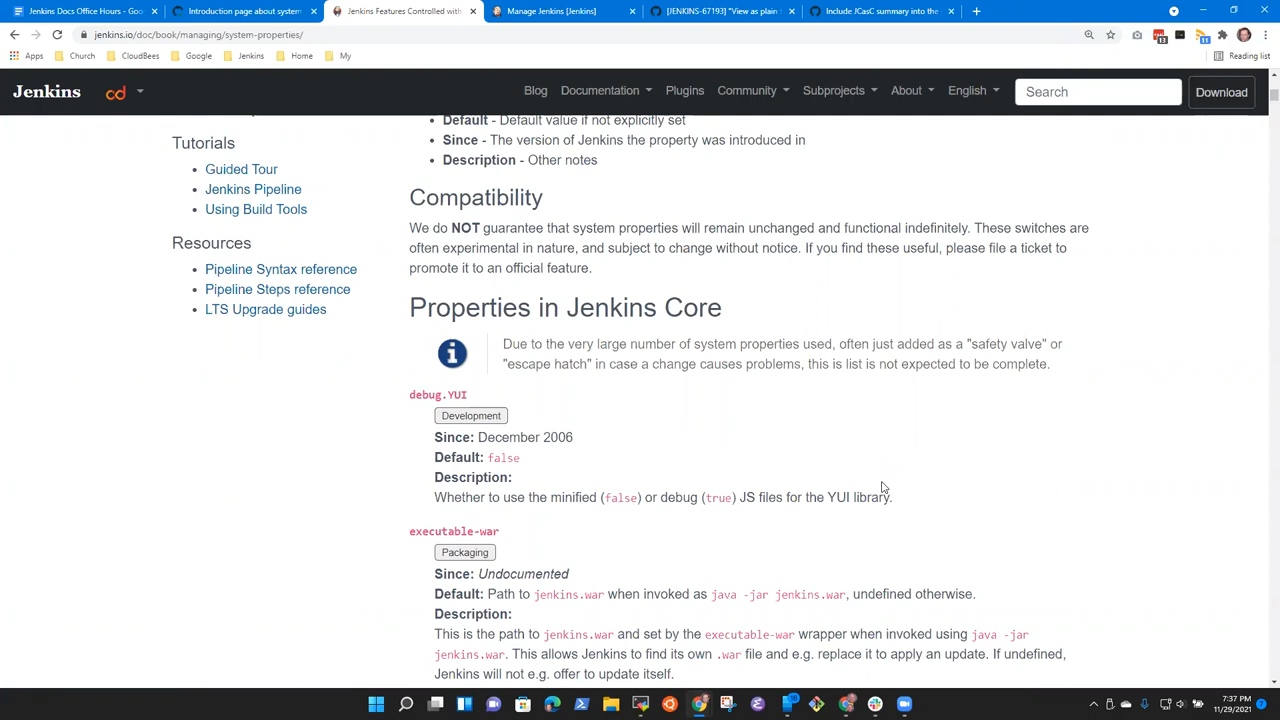 Jenkins Docs Office Hours - Goo
Introduction page about system
Jenkins Features Controlled with
Manage Jenkins [Jenkins]
[JENKINS-67193] "View as plain
Include JCasC summary into the
jenkins.io/doc/book/managing/system-properties/
13
11
Apps
Church
CloudBees
Google
Jenkins
Home
My
Reading list
Jenkins
cd
Blog
Documentation
Plugins
Community
Subprojects
About
English
Search
Download
Default - Default value if not explicitly set
Since - The version of Jenkins the property was introduced in
Description - Other notes
Tutorials
Guided Tour
Jenkins Pipeline
Using Build Tools
Resources
Pipeline Syntax reference
Pipeline Steps reference
LTS Upgrade guides
Compatibility
We do NOT guarantee that system properties will remain unchanged and functional indefinitely. These switches are
often experimental in nature, and subject to change without notice. If you find these useful, please file a ticket to
promote it to an official feature.
Properties in Jenkins Core
Due to the very large number of system properties used, often just added as a "safety valve" or
"escape hatch" in case a change causes problems, this is list is not expected to be complete.
debug.YUI
Development
Since: December 2006
Default: false
Description:
Whether to use the minified (false) or debug (true) JS files for the YUI library.
executable-war
Packaging
Since: Undocumented
Default: Path to jenkins.war when invoked as java -jar jenkins.war, undefined otherwise.
Description:
This is the path to jenkins.war and set by the executable-war wrapper when invoked using java -jar
jenkins.war. This allows Jenkins to find its own .war file and e.g. replace it to apply an update. If undefined,
Jenkins will not e.g. offer to update itself.
7:37 PM
11/29/2021